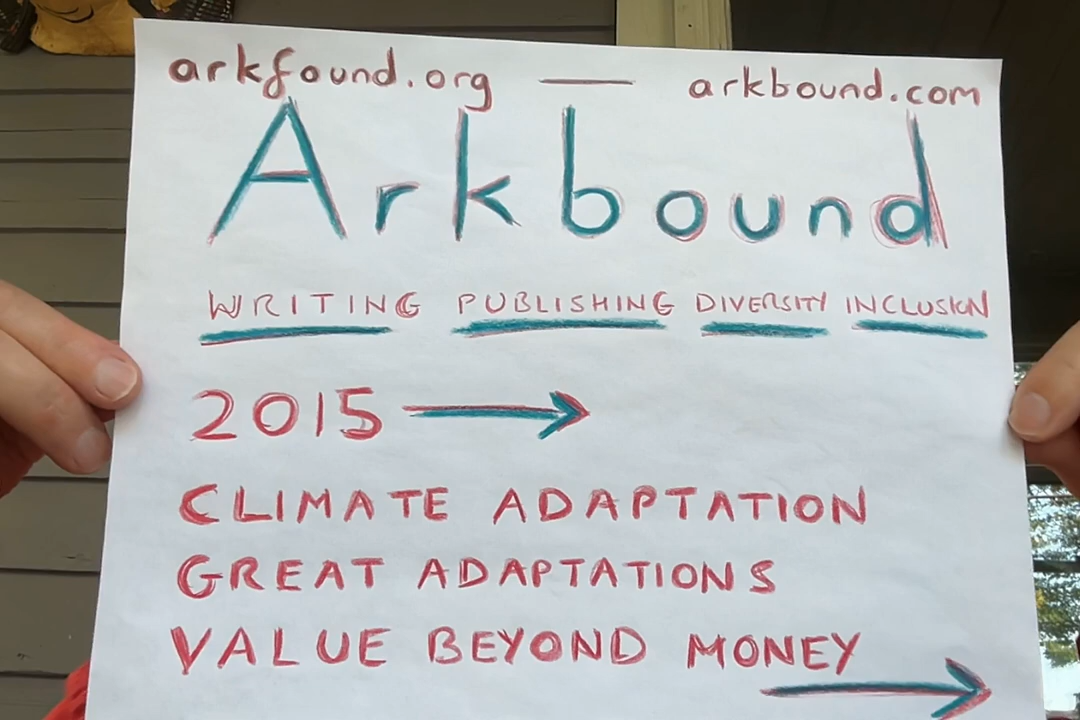 arkfound.org — arkbound.com
Arkbound
WRITING PUBLISHING DIVERSITY INCLUSION
2015 →
CLIMATE ADAPTATION
GREAT ADAPTATIONS
VALUE BEYOND MONEY →